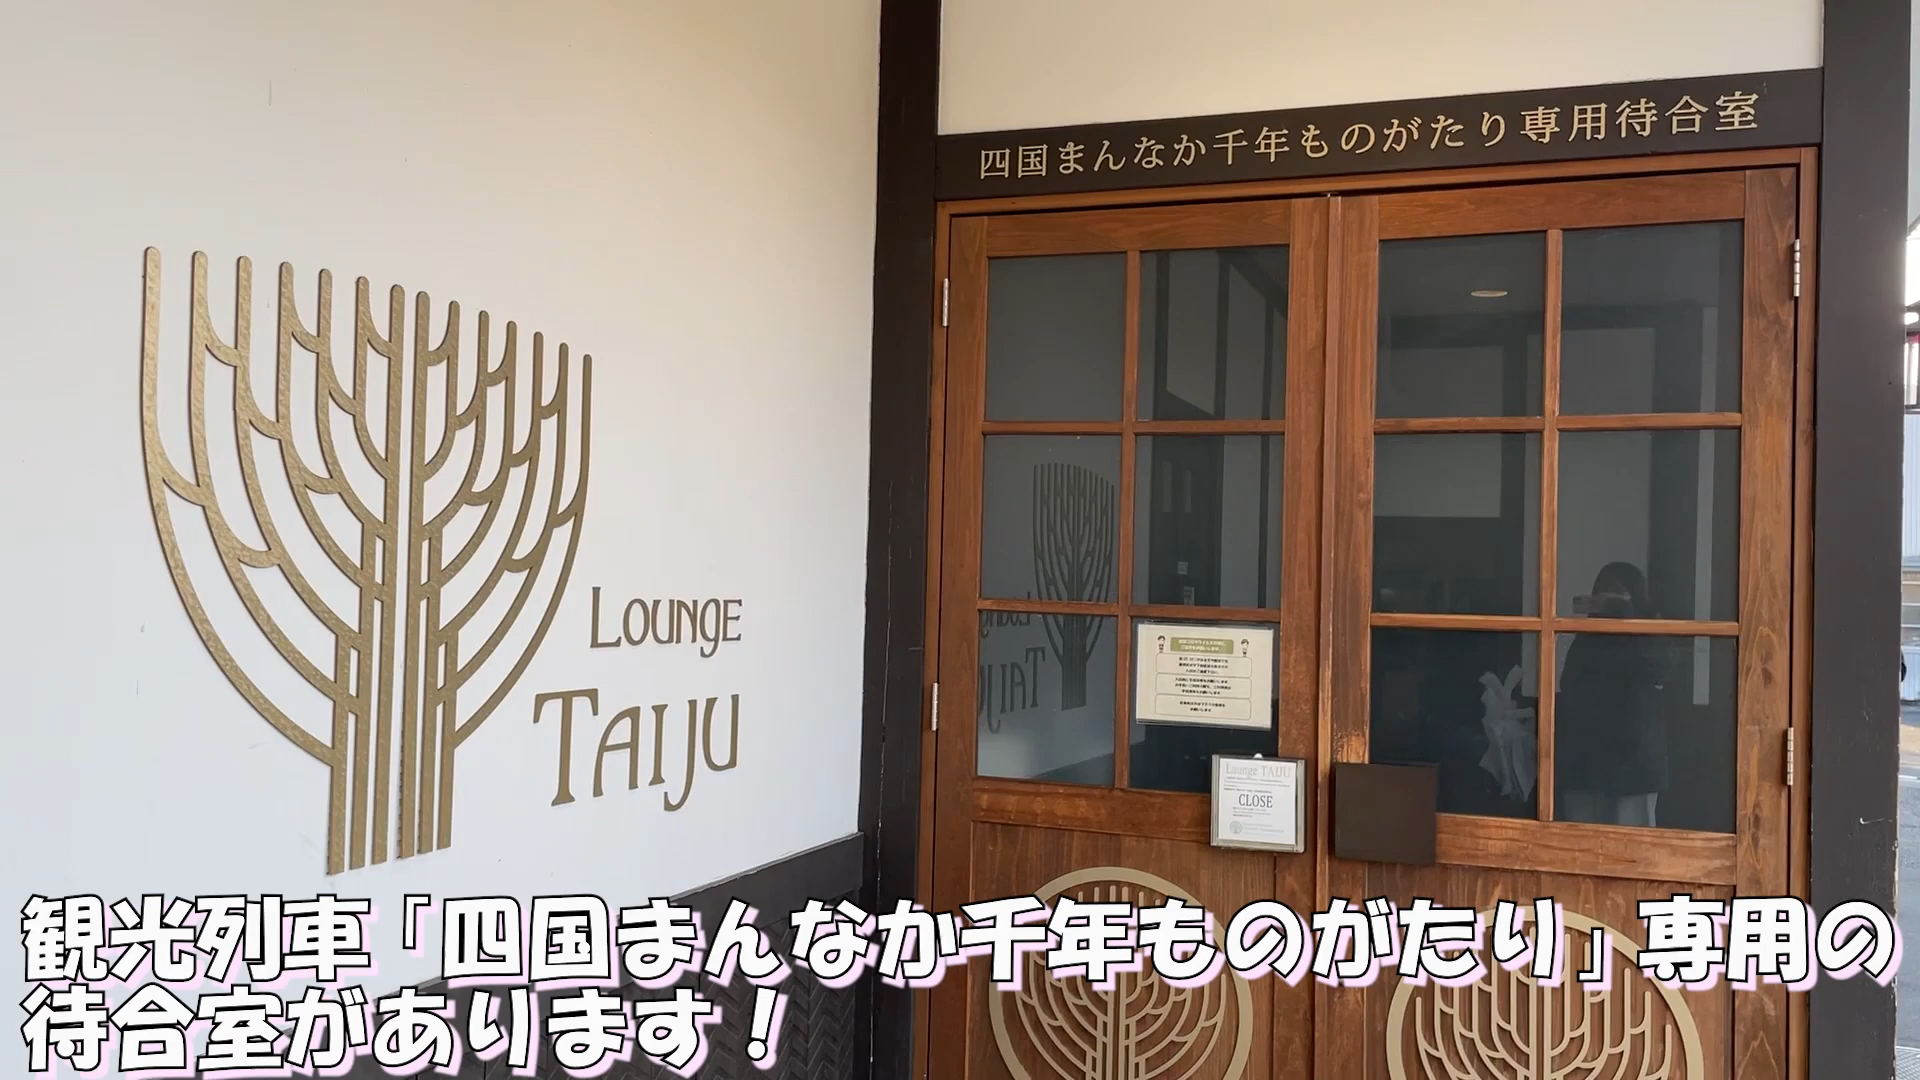 四国まんなか千年ものがたり専用待合室
LOUNGE
TAIJU
Lounge TAIJU
CLOSE
観光列車「四国まんなか千年ものがたり」専用の
待合室があります！